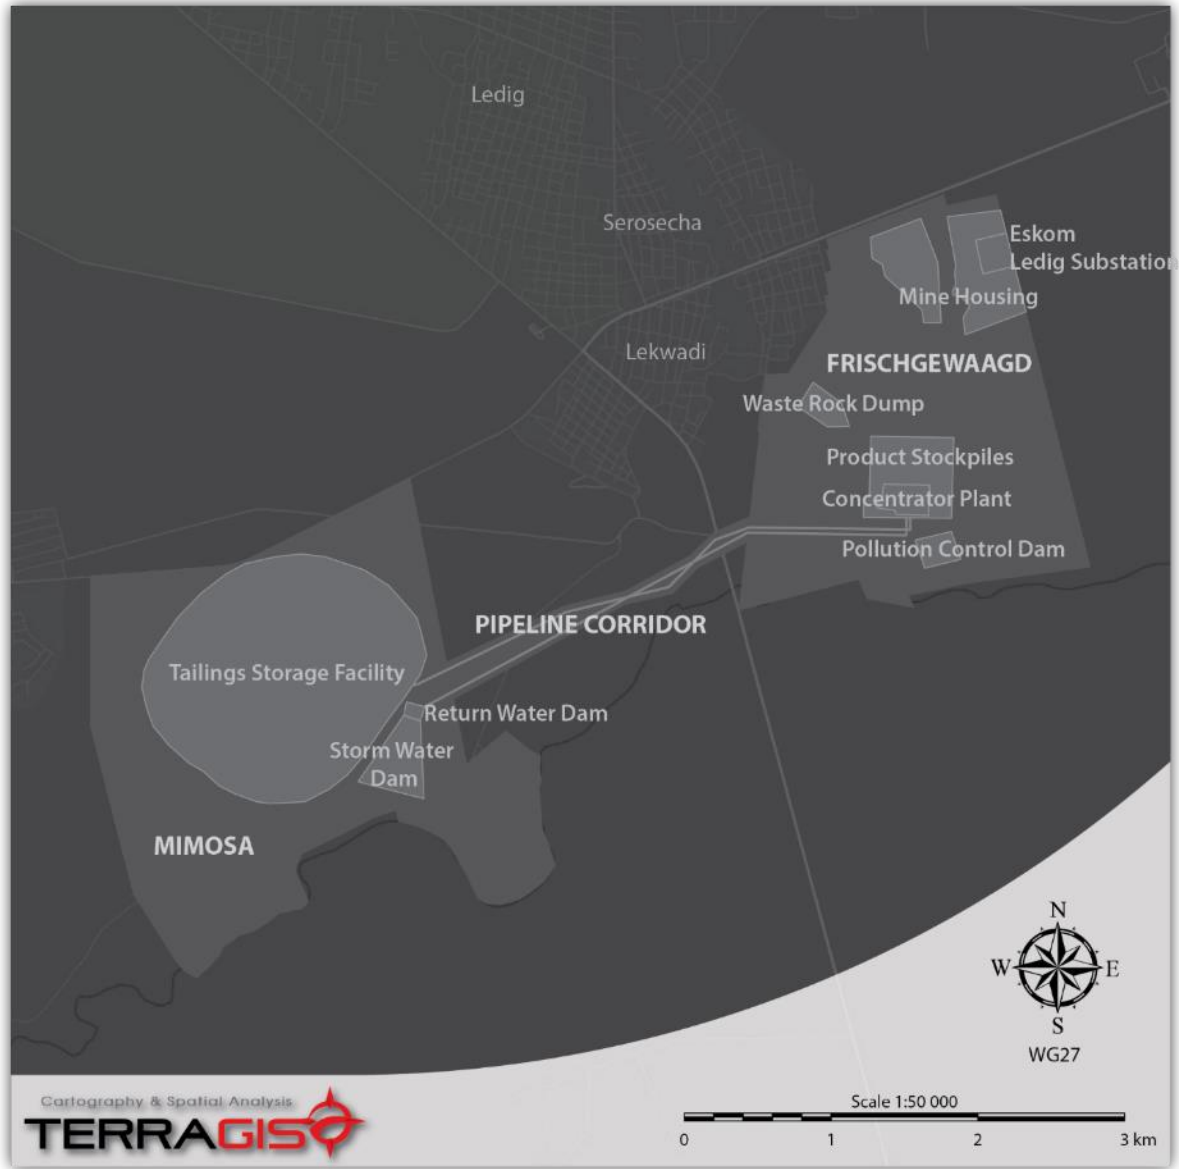 Ledig
Serosecha
Eskom
Ledig Substation
Mine Housing
Lekwadi
FRISCHGEWAAGD
Waste Rock Dump
Product Stockpiles
Concentrator Plant
Pollution Control Dam
PIPELINE CORRIDOR
Tailings Storage Facility
Return Water Dam
Storm Water
Dam
MIMOSA
N
W E
S
WG27
Cartography & Spatial Analysis
TERRAGIS
Scale 1:50 000
0 1 2 3 km